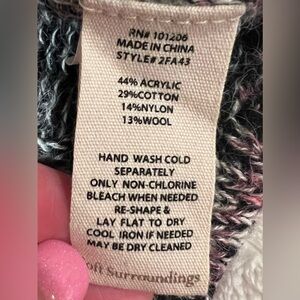 RN# 101206
MADE IN CHINA
STYLE# 2FA43
44% ACRYLIC
29%COTTON
14%NYLON
13%WOOL
HAND WASH COLD
SEPARATELY
ONLY NON-CHLORINE
BLEACH WHEN NEEDED
RE-SHAPE &
LAY FLAT TO DRY
COOL IRON IF NEEDED
MAY BE DRY CLEANED
oft Surroundings